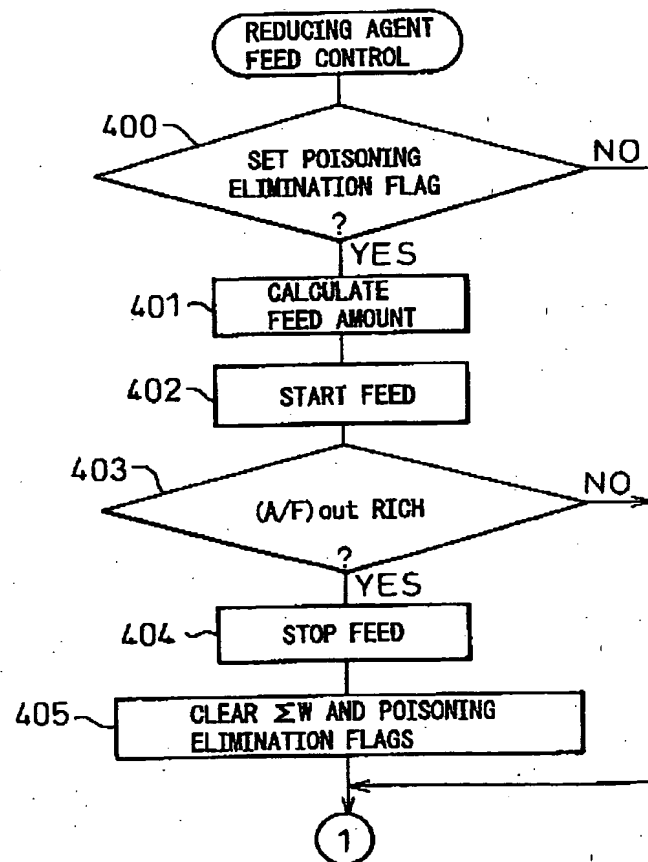 REDUCING AGENT
FEED CONTROL
400
SET POISONING
ELIMINATION FLAG
?
NO
YES
401
CALCULATE
FEED AMOUNT
402
START FEED
403
(A/F)out RICH
?
NO
YES
404
STOP FEED
405
CLEAR ΣW AND POISONING
ELIMINATION FLAGS
1